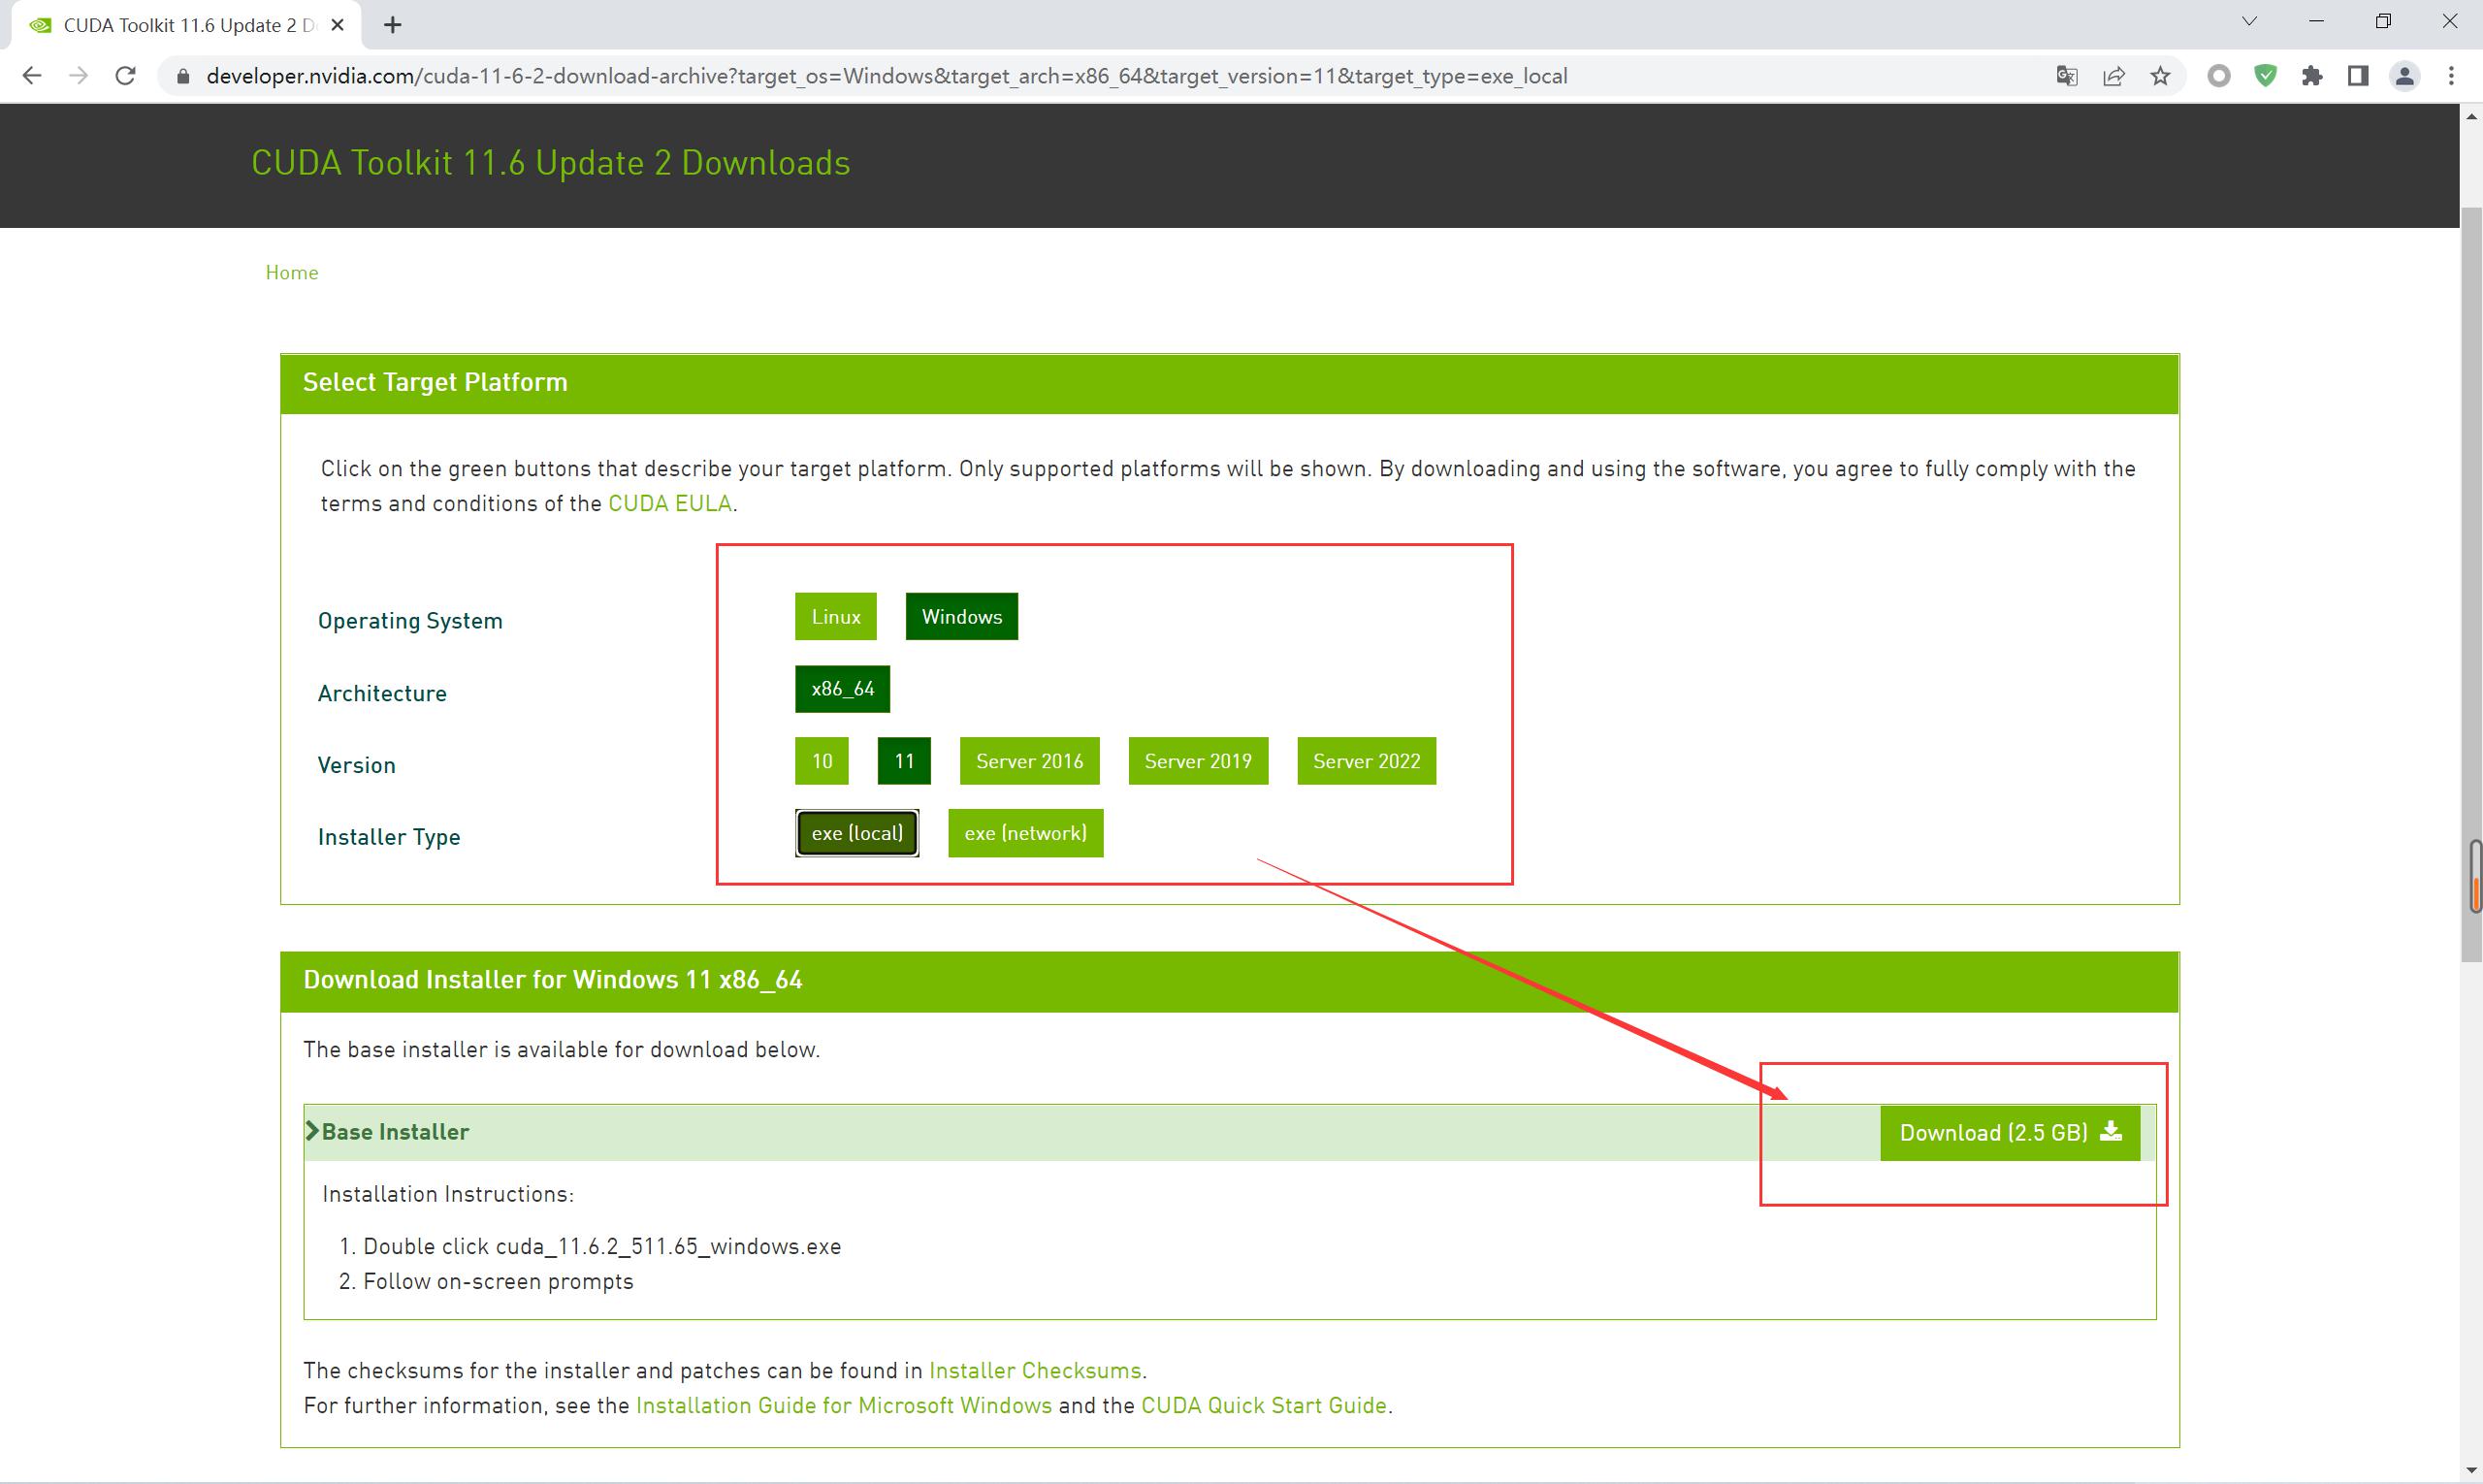 CUDA Toolkit 11.6 Update 2 D
developer.nvidia.com/cuda-11-6-2-download-archive?target_os=Windows&target_arch=x86_64&target_version=11&target_type=exe_local
CUDA Toolkit 11.6 Update 2 Downloads
Home
Select Target Platform
Click on the green buttons that describe your target platform. Only supported platforms will be shown. By downloading and using the software, you agree to fully comply with the
terms and conditions of the CUDA EULA.
Operating System Linux Windows
Architecture x86_64
Version 10 11 Server 2016 Server 2019 Server 2022
Installer Type exe (local) exe (network)
Download Installer for Windows 11 x86_64
The base installer is available for download below.
Base Installer Download (2.5 GB)
Installation Instructions:
1. Double click cuda_11.6.2_511.65_windows.exe
2. Follow on-screen prompts
The checksums for the installer and patches can be found in Installer Checksums.
For further information, see the Installation Guide for Microsoft Windows and the CUDA Quick Start Guide.